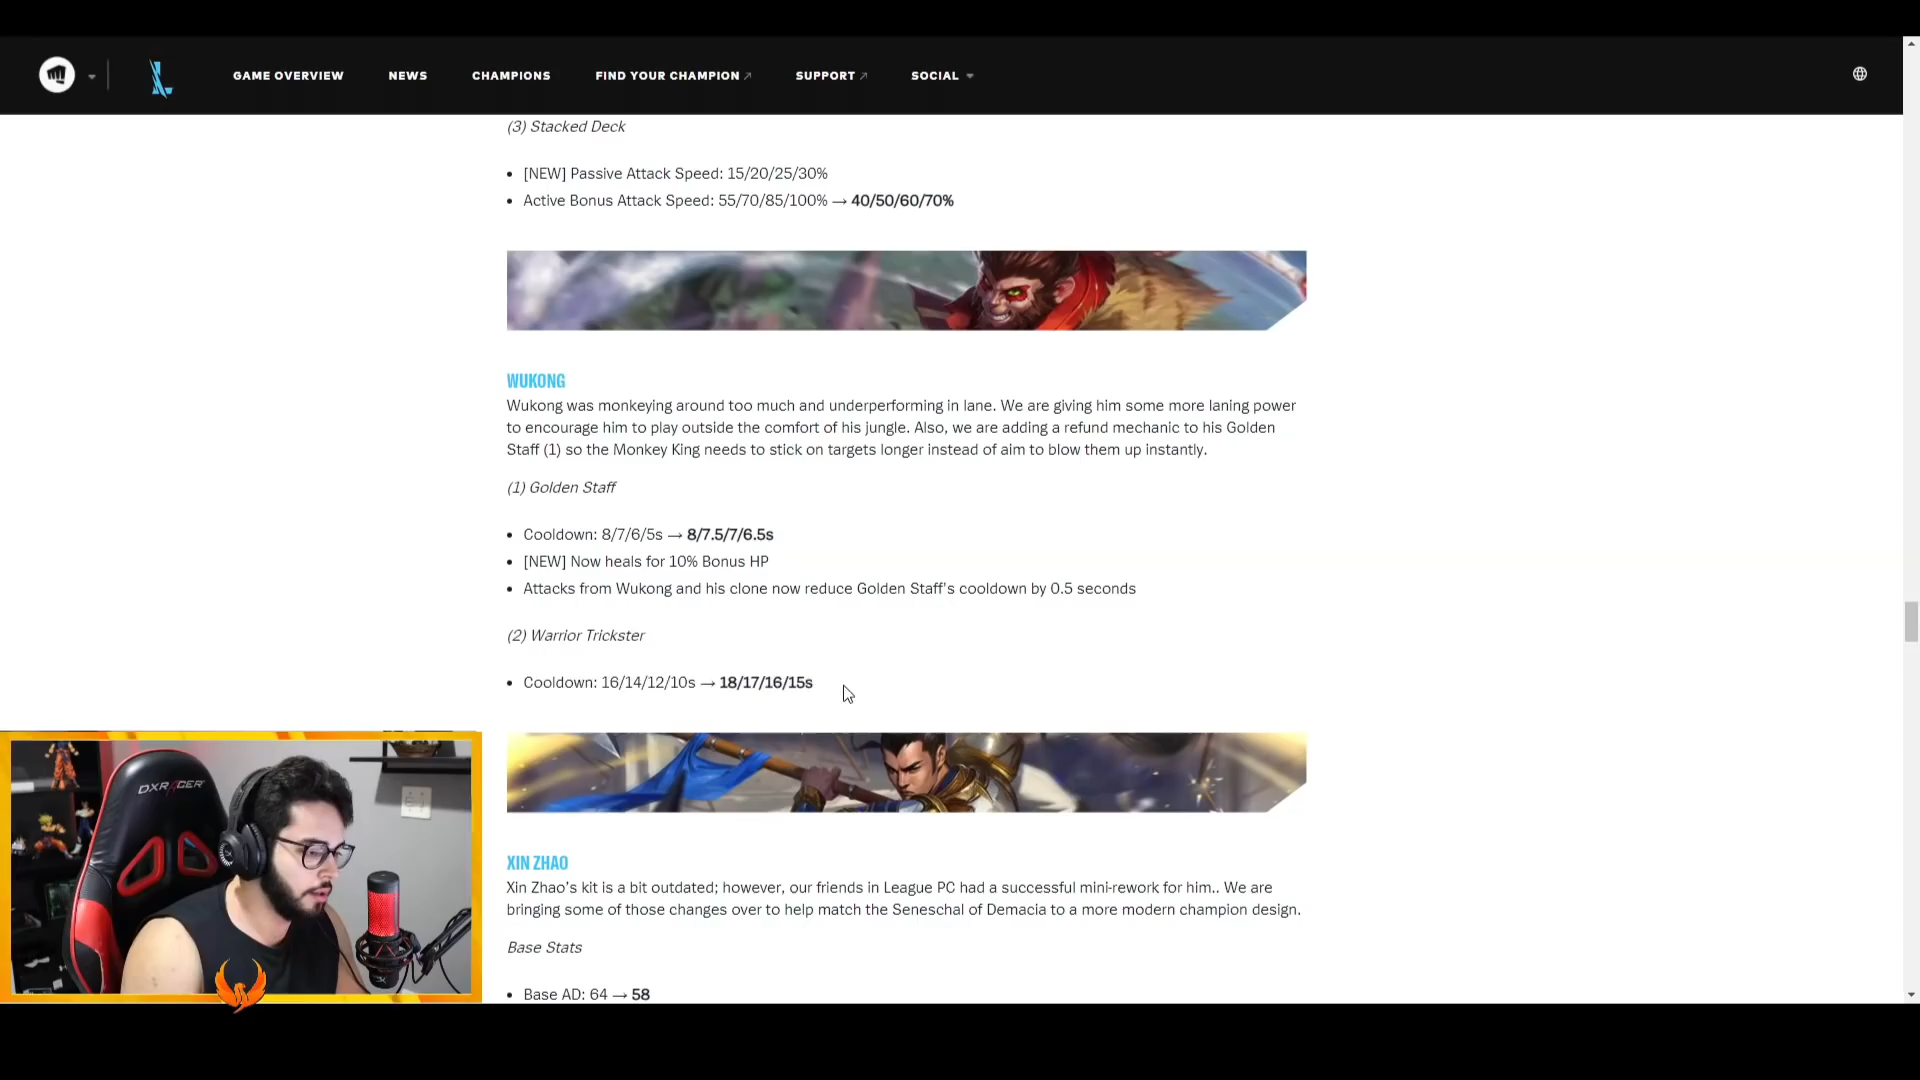 GAME OVERVIEW NEWS CHAMPIONS FIND YOUR CHAMPION SUPPORT SOCIAL
(3) Stacked Deck
• [NEW] Passive Attack Speed: 15/20/25/30%
• Active Bonus Attack Speed: 55/70/85/100% → 40/50/60/70%
WUKONG
Wukong was monkeying around too much and underperforming in lane. We are giving him some more laning power
to encourage him to play outside the comfort of his jungle. Also, we are adding a refund mechanic to his Golden
Staff (1) so the Monkey King needs to stick on targets longer instead of aim to blow them up instantly.
(1) Golden Staff
• Cooldown: 8/7/6/5s → 8/7.5/7/6.5s
• [NEW] Now heals for 10% Bonus HP
• Attacks from Wukong and his clone now reduce Golden Staff's cooldown by 0.5 seconds
(2) Warrior Trickster
• Cooldown: 16/14/12/10s → 18/17/16/15s
XIN ZHAO
Xin Zhao's kit is a bit outdated; however, our friends in League PC had a successful mini-rework for him.. We are
bringing some of those changes over to help match the Seneschal of Demacia to a more modern champion design.
Base Stats
• Base AD: 64 → 58
DXRACER